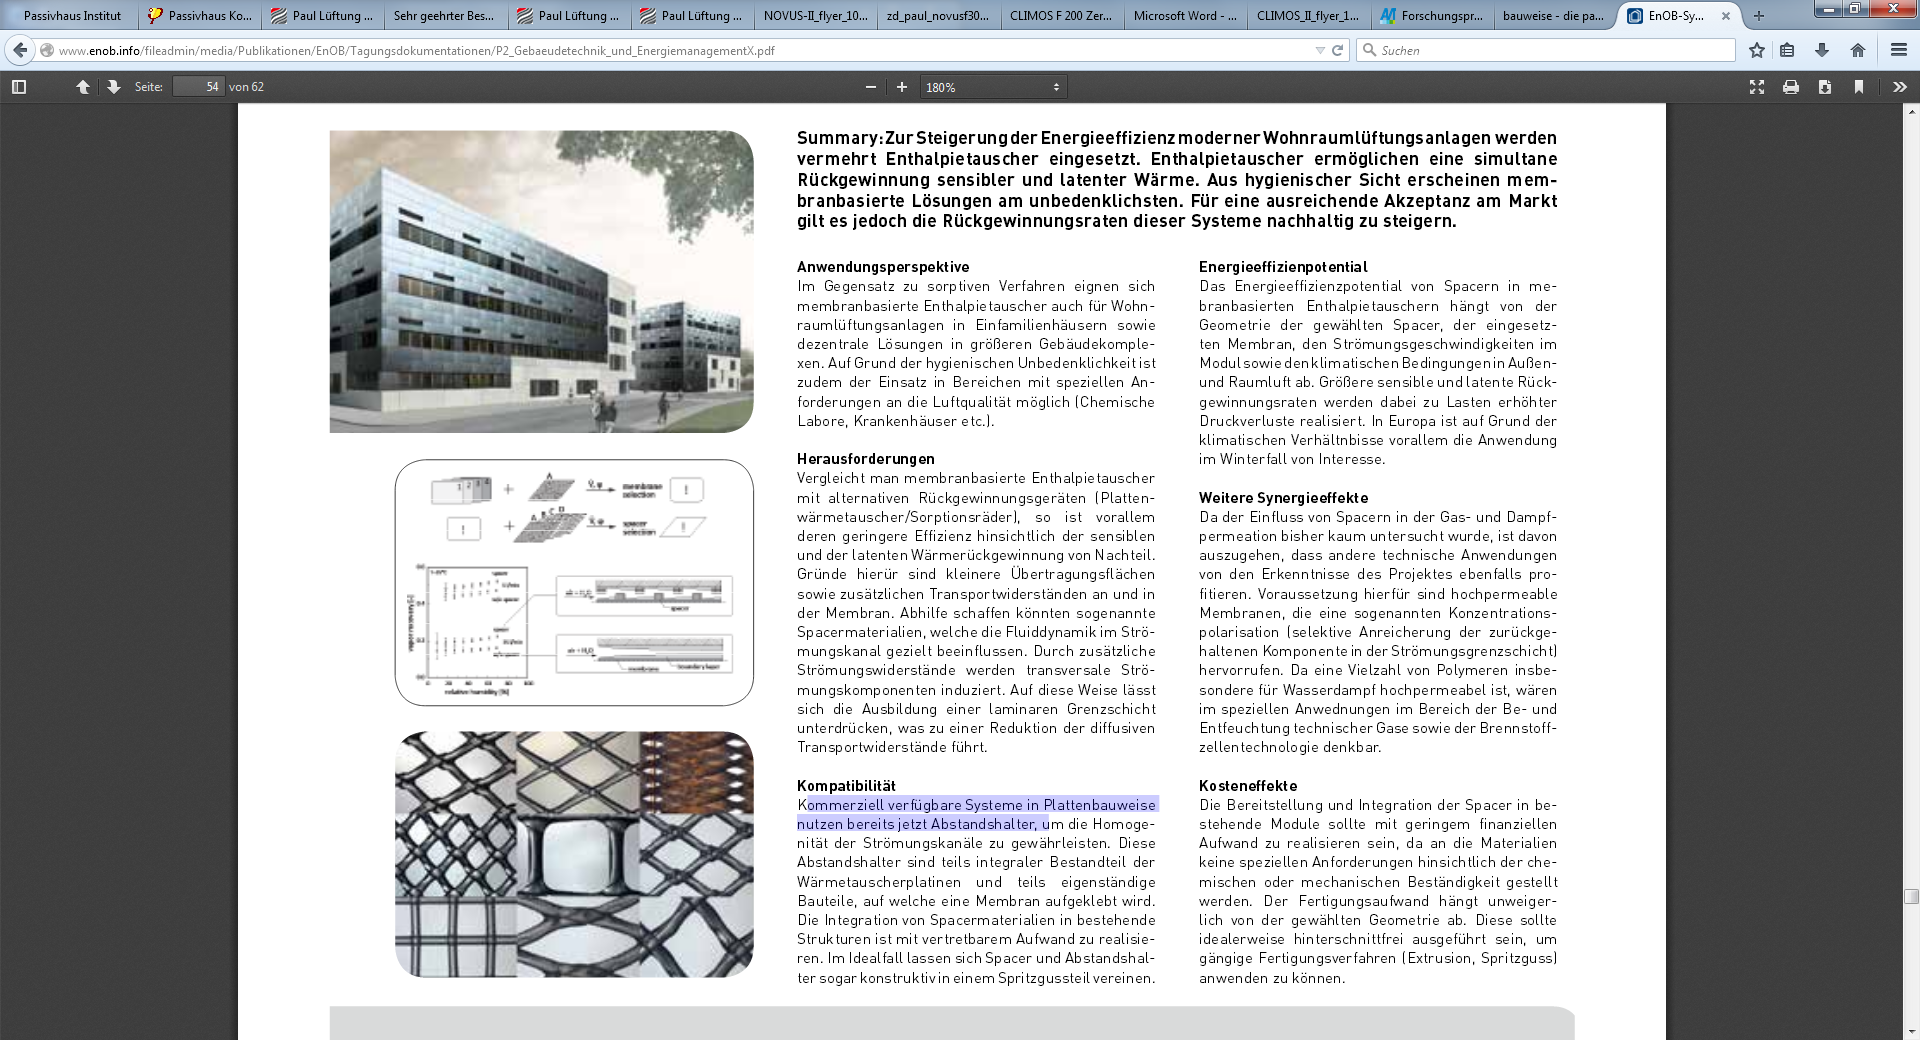 Passivhaus Institut
Passivhaus Ko...
Paul Lüftung ...
Sehr geehrter Bes...
Paul Lüftung ...
Paul Lüftung ...
NOVUS-II_flyer_10...
zd_paul_novusf30...
CLIMOS F 200 Zer...
Microsoft Word - ...
CLIMOS_II_flyer_1...
Forschungspr...
bauweise - die pa...
EnOB-Sy...
www.enob.info/fileadmin/media/Publikationen/EnOB/Tagungsdokumentationen/P2_Gebaeudetechnik_und_EnergiemanagementX.pdf
Suchen
Seite: 54 von 62
180%
Summary: Zur Steigerung der Energieeffizienz moderner Wohnraumlüftungsanlagen werden
vermehrt Enthalpietauscher eingesetzt. Enthalpietauscher ermöglichen eine simultane
Rückgewinnung sensibler und latenter Wärme. Aus hygienischer Sicht erscheinen mem-
branbasierte Lösungen am unbedenklichsten. Für eine ausreichende Akzeptanz am Markt
gilt es jedoch die Rückgewinnungsraten dieser Systeme nachhaltig zu steigern.
Anwendungsperspektive
Im Gegensatz zu sorptiven Verfahren eignen sich
membranbasierte Enthalpietauscher auch für Wohn-
raumlüftungsanlagen in Einfamilienhäusern sowie
dezentrale Lösungen in größeren Gebäudekomple-
xen. Auf Grund der hygienischen Unbedenklichkeit ist
zudem der Einsatz in Bereichen mit speziellen An-
forderungen an die Luftqualität möglich (Chemische
Labore, Krankenhäuser etc.).
Herausforderungen
Vergleicht man membranbasierte Enthalpietauscher
mit alternativen Rückgewinnungsgeräten (Platten-
wärmetauscher/Sorptionsräder), so ist vorallem
deren geringere Effizienz hinsichtlich der sensiblen
und der latenten Wärmerückgewinnung von Nachteil.
Gründe hierür sind kleinere Übertragungsflächen
sowie zusätzlichen Transportwiderständen an und in
der Membran. Abhilfe schaffen könnten sogenannte
Spacermaterialien, welche die Fluiddynamik im Strö-
mungskanal gezielt beeinflussen. Durch zusätzliche
Strömungswiderstände werden transversale Strö-
mungskomponenten induziert. Auf diese Weise lässt
sich die Ausbildung einer laminaren Grenzschicht
unterdrücken, was zu einer Reduktion der diffusiven
Transportwiderstände führt.
Kompatibilität
Kommerziell verfügbare Systeme in Plattenbauweise
nutzen bereits jetzt Abstandshalter, um die Homoge-
nität der Strömungskanäle zu gewährleisten. Diese
Abstandshalter sind teils integraler Bestandteil der
Wärmetauscherplatinen und teils eigenständige
Bauteile, auf welche eine Membran aufgeklebt wird.
Die Integration von Spacermaterialien in bestehende
Strukturen ist mit vertretbarem Aufwand zu realisie-
ren. Im Idealfall lassen sich Spacer und Abstandshal-
ter sogar konstruktiv in einem Spritzgussteil vereinen.
Energieeffizienpotential
Das Energieeffizienzpotential von Spacern in me-
branbasierten Enthalpietauschern hängt von der
Geometrie der gewählten Spacer, der eingesetz-
ten Membran, den Strömungsgeschwindigkeiten im
Modul sowie den klimatischen Bedingungen in Außen-
und Raumluft ab. Größere sensible und latente Rück-
gewinnungsraten werden dabei zu Lasten erhöhter
Druckverluste realisiert. In Europa ist auf Grund der
klimatischen Verhältnbisse vorallem die Anwendung
im Winterfall von Interesse.
Weitere Synergieeffekte
Da der Einfluss von Spacern in der Gas- und Dampf-
permeation bisher kaum untersucht wurde, ist davon
auszugehen, dass andere technische Anwendungen
von den Erkenntnisse des Projektes ebenfalls pro-
fitieren. Voraussetzung hierfür sind hochpermeable
Membranen, die eine sogenannten Konzentrations-
polarisation (selektive Anreicherung der zurückge-
haltenen Komponente in der Strömungsgrenzschicht)
hervorrufen. Da eine Vielzahl von Polymeren insbe-
sondere für Wasserdampf hochpermeabel ist, wären
im speziellen Anwednungen im Bereich der Be- und
Entfeuchtung technischer Gase sowie der Brennstoff-
zellentechnologie denkbar.
Kosteneffekte
Die Bereitstellung und Integration der Spacer in be-
stehende Module sollte mit geringem finanziellen
Aufwand zu realisieren sein, da an die Materialien
keine speziellen Anforderungen hinsichtlich der che-
mischen oder mechanischen Beständigkeit gestellt
werden. Der Fertigungsaufwand hängt unweiger-
lich von der gewählten Geometrie ab. Diese sollte
idealerweise hinterschnittfrei ausgeführt sein, um
gängige Fertigungsverfahren (Extrusion, Spritzguss)
anwenden zu können.
membrane
selection
spacer
selection
spacer
membrane
boundary layer
relative humidity [%]